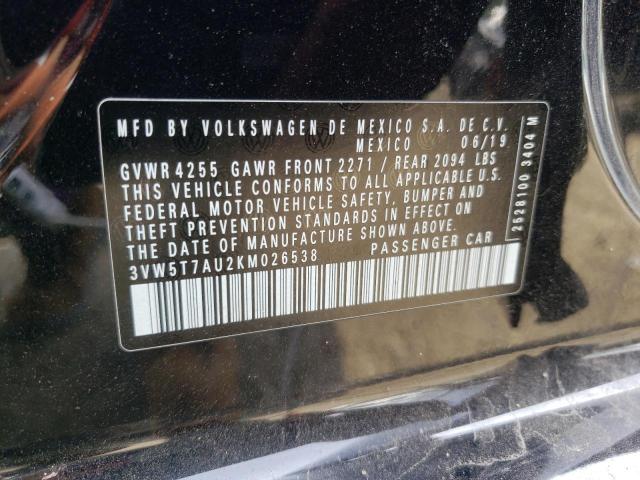 MFD BY VOLKSWAGEN DE MEXICO S.A. DE C.V.
MEXICO 06/19
GVWR 4255 GAWR FRONT 2271 / REAR 2094 LBS
THIS VEHICLE CONFORMS TO ALL APPLICABLE U.S.
FEDERAL MOTOR VEHICLE SAFETY, BUMPER AND
THEFT PREVENTION STANDARDS IN EFFECT ON
THE DATE OF MANUFACTURE SHOWN ABOVE.
3VW5T7AU2KM026538 PASSENGER CAR
2528100 3404 M